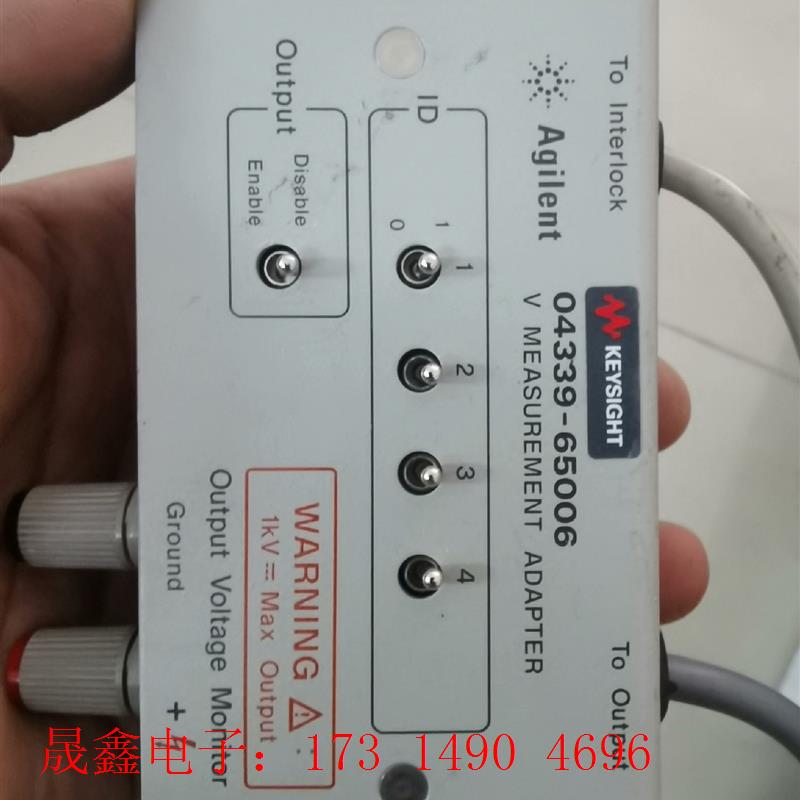 To Interlock
To Output
Agilent
KEYSIGHT
04339-65006
V MEASUREMENT ADAPTER
ID
1
0
1
2
3
4
Output
Disable
Enable
WARNING ⚠
1kV⎓ Max Output
Output Voltage Monitor
Ground
+
晟鑫电子：173 1490 4696